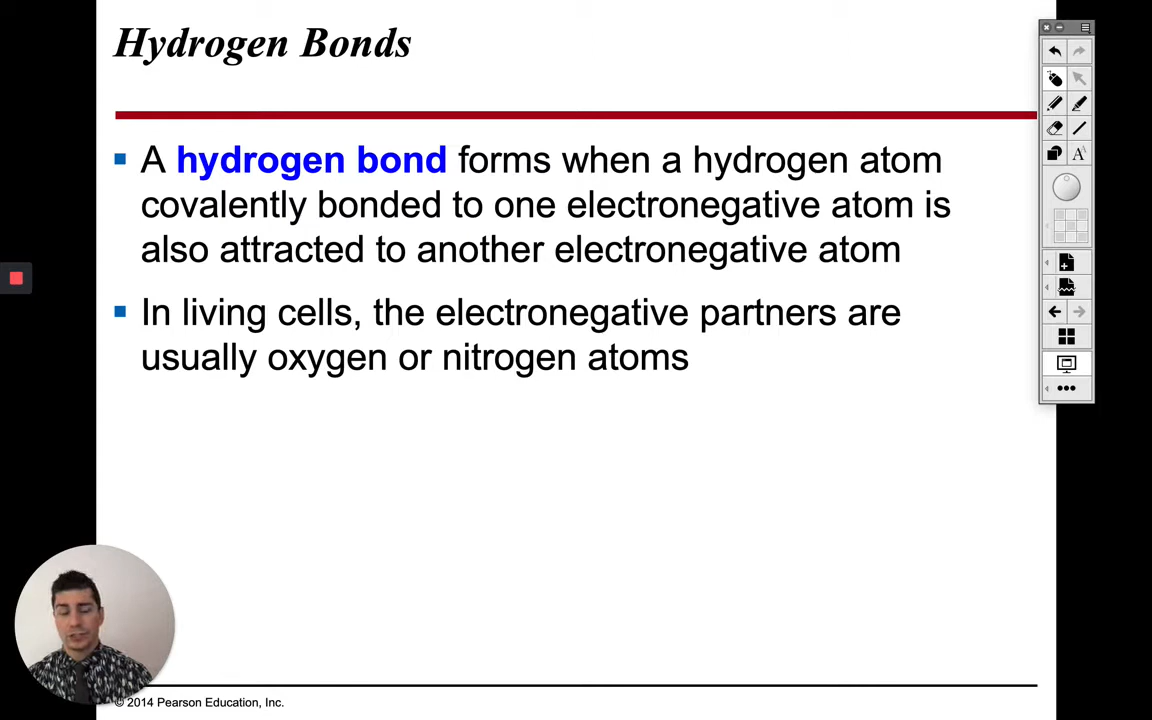 Hydrogen Bonds
A hydrogen bond forms when a hydrogen atom
covalently bonded to one electronegative atom is
also attracted to another electronegative atom
In living cells, the electronegative partners are
usually oxygen or nitrogen atoms
© 2014 Pearson Education, Inc.